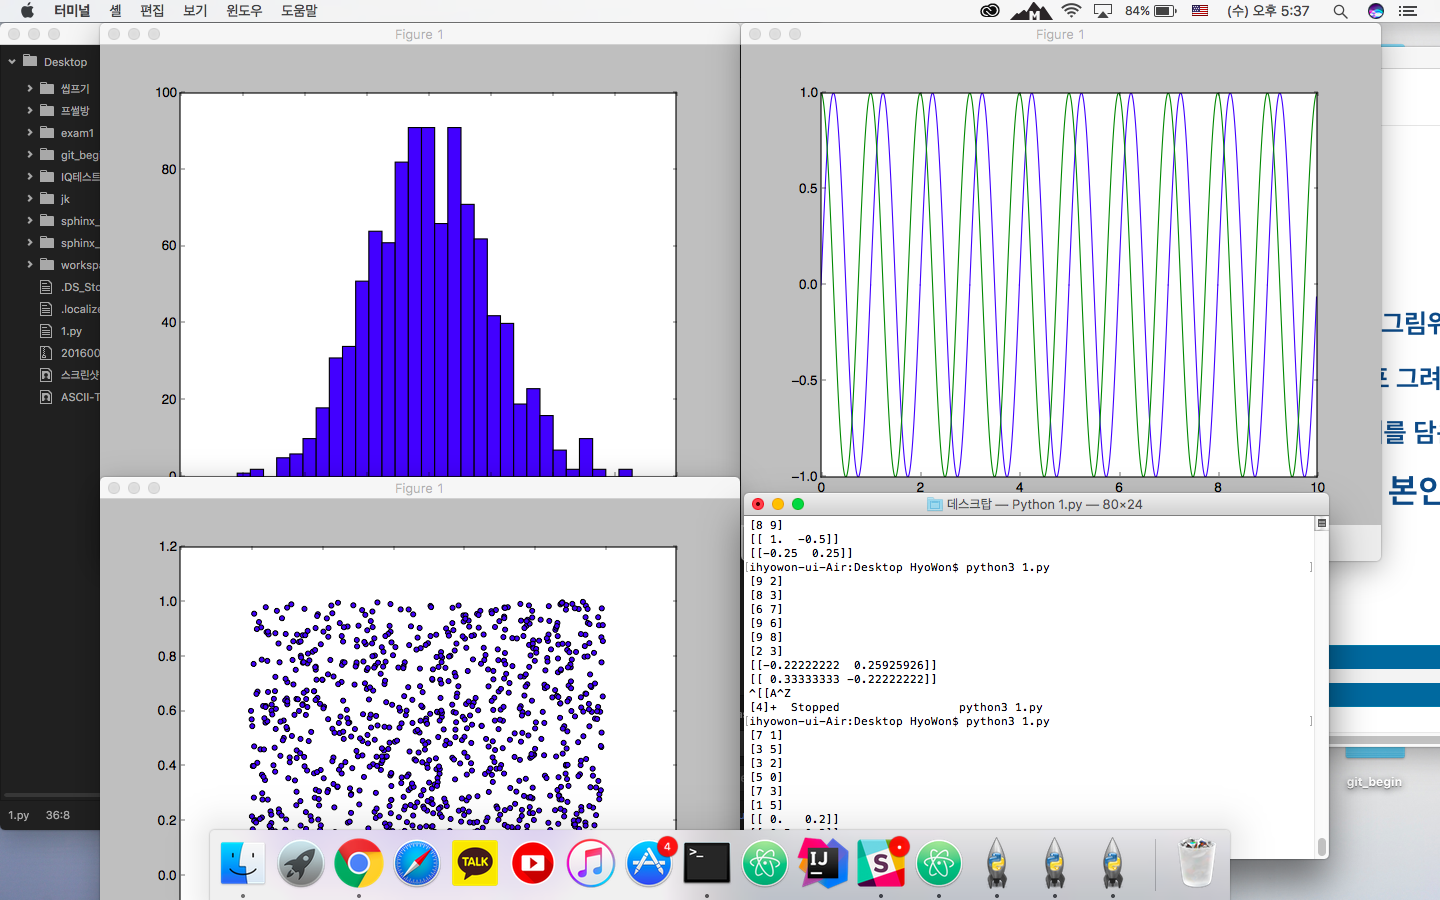 터미널 셸 편집 보기 윈도우 도움말
84% (수) 오후 5:37
Figure 1
Figure 1
Desktop
씹프기
프썰방
exam1
git_begi
IQ테스트
jk
sphinx_
sphinx_
workspa
.DS_Sto
.localize
1.py
201600
스크린샷
ASCII-T
1.py 36:8
100
80
60
40
20
0
1.0
0.5
0.0
−0.5
−1.0
0 2 4 6 8 10
Figure 1
1.2
1.0
0.8
0.6
0.4
0.2
0.0
데스크탑 — Python 1.py — 80×24
[8 9]
[[ 1.  -0.5]]
[[-0.25  0.25]]
[ihyowon-ui-Air:Desktop HyoWon$ python3 1.py ]
[9 2]
[8 3]
[6 7]
[9 6]
[9 8]
[2 3]
[[-0.22222222  0.25925926]]
[[ 0.33333333 -0.22222222]]
^[[A^Z
[4]+  Stopped                 python3 1.py
[ihyowon-ui-Air:Desktop HyoWon$ python3 1.py ]
[7 1]
[3 5]
[3 2]
[5 0]
[7 3]
[1 5]
[[ 0.   0.2]]
그림위
그려
를 담
본인
git_begin
TALK
4
>_
IJ
S